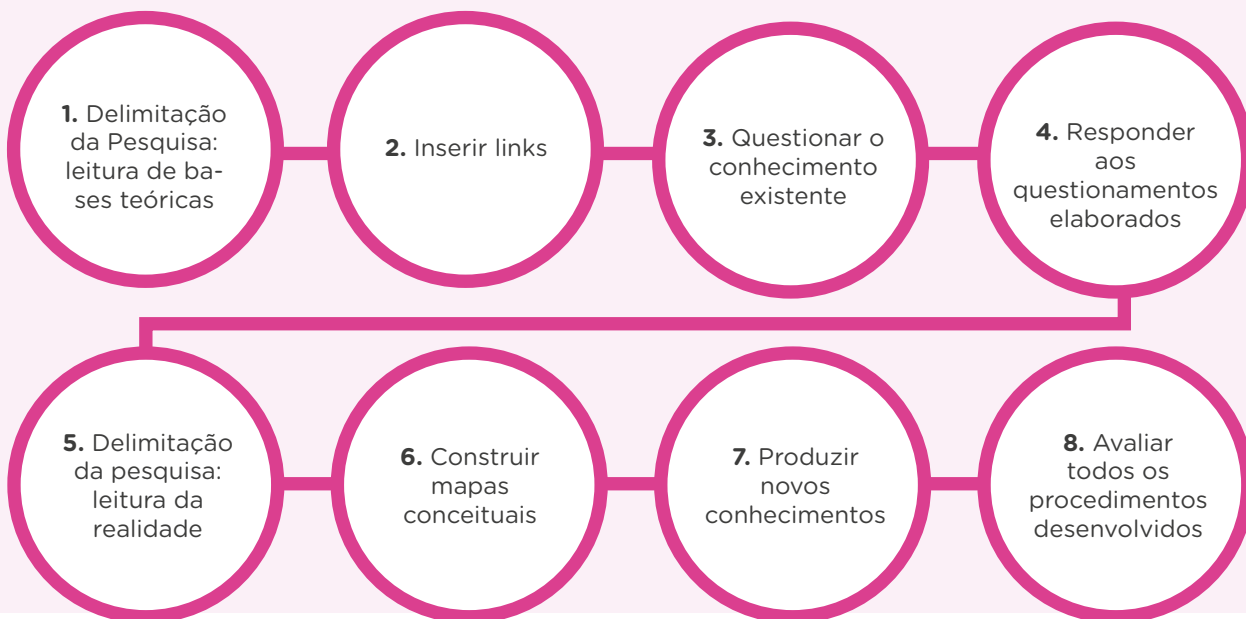 1. Delimitação
da Pesquisa:
leitura de ba-
ses teóricas
2. Inserir links
3. Questionar o
conhecimento
existente
4. Responder
aos
questionamentos
elaborados
5. Delimitação
da pesquisa:
leitura da
realidade
6. Construir
mapas
conceituais
7. Produzir
novos
conhecimentos
8. Avaliar
todos os
procedimentos
desenvolvidos